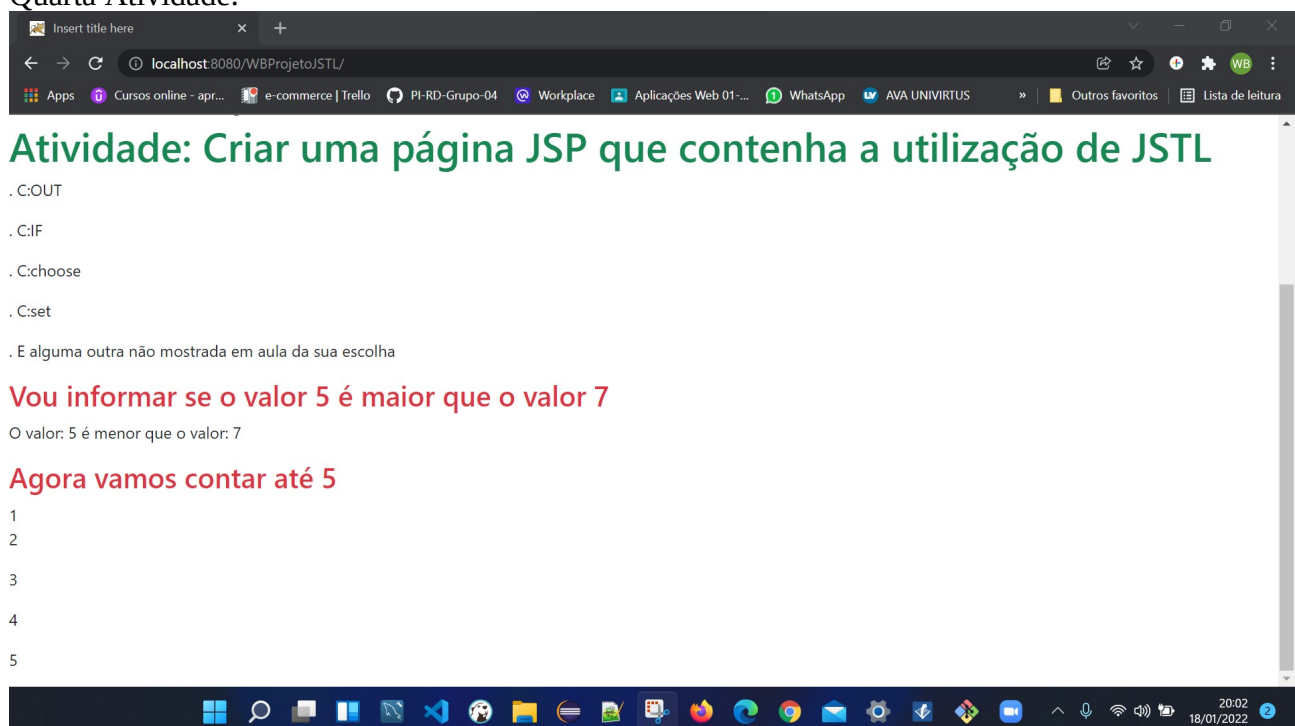 Quarta Atividade:
Insert title here
localhost:8080/WBProjetoJSTL/
WB
Apps
Cursos online - apr...
e-commerce | Trello
PI-RD-Grupo-04
Workplace
Aplicações Web 01-...
1
WhatsApp
AVA UNIVIRTUS
»
Outros favoritos
Lista de leitura
Atividade: Criar uma página JSP que contenha a utilização de JSTL
. C:OUT
. C:IF
. C:choose
. C:set
. E alguma outra não mostrada em aula da sua escolha
Vou informar se o valor 5 é maior que o valor 7
O valor: 5 é menor que o valor: 7
Agora vamos contar até 5
1
2
3
4
5
20:02
18/01/2022
2